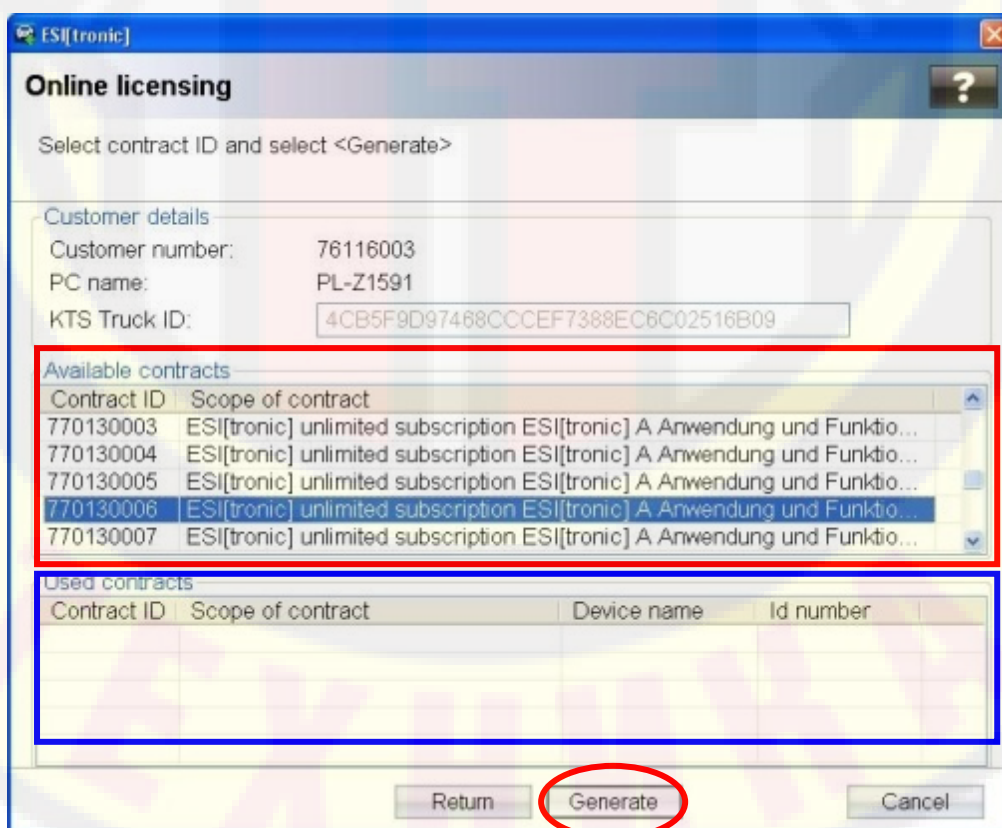 ESI[tronic]
Online licensing
?
Select contract ID and select <Generate>
Customer details
Customer number: 76116003
PC name: PL-Z1591
KTS Truck ID: 4CB5F9D97468CCCEF7388EC6C02516B09
Available contracts
Contract ID Scope of contract
770130003 ESI[tronic] unlimited subscription ESI[tronic] A Anwendung und Funktio...
770130004 ESI[tronic] unlimited subscription ESI[tronic] A Anwendung und Funktio...
770130005 ESI[tronic] unlimited subscription ESI[tronic] A Anwendung und Funktio...
770130006 ESI[tronic] unlimited subscription ESI[tronic] A Anwendung und Funktio...
770130007 ESI[tronic] unlimited subscription ESI[tronic] A Anwendung und Funktio...
Used contracts
Contract ID Scope of contract Device name Id number
Return Generate Cancel